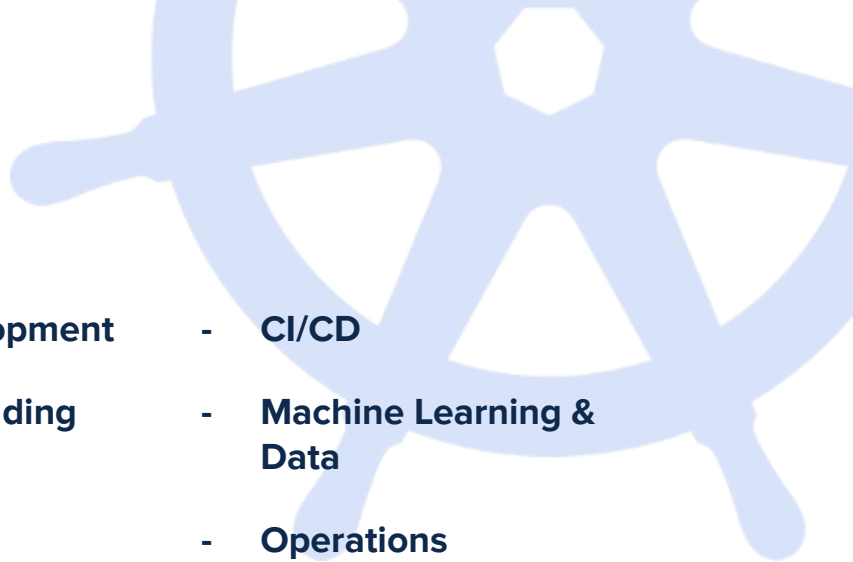 opment - CI/CD
ding - Machine Learning &
Data
- Operations